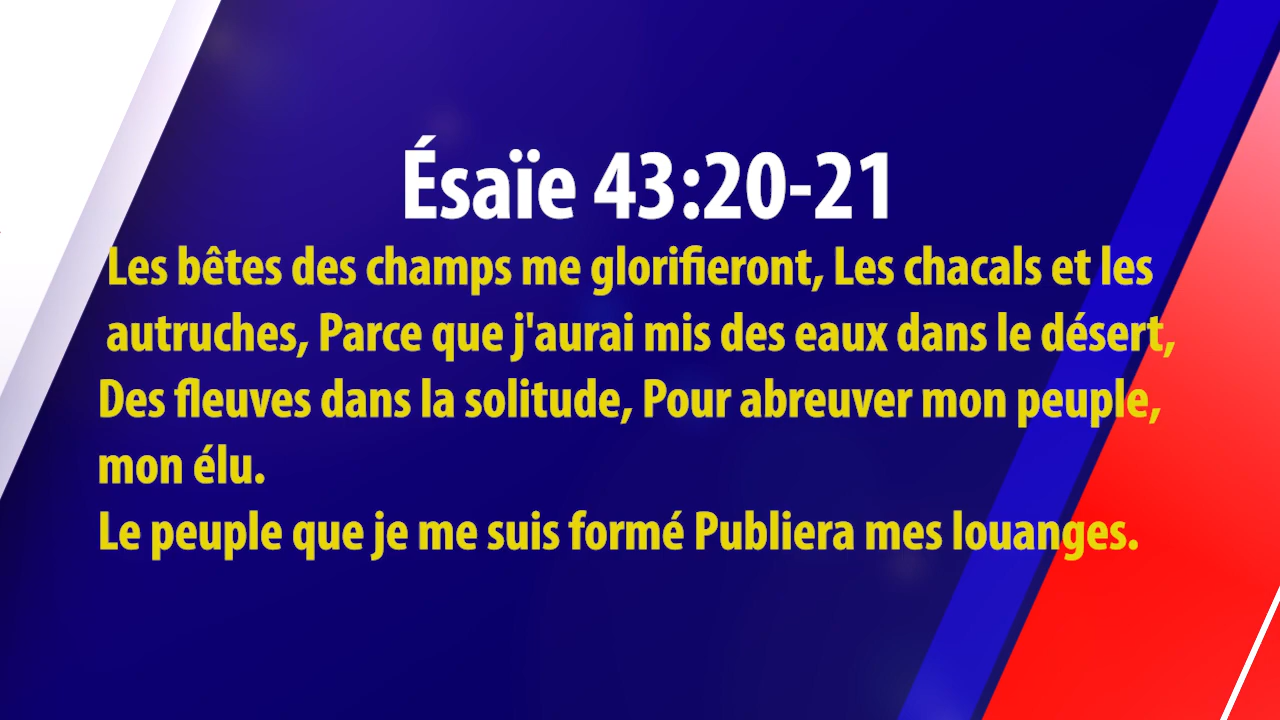 Ésaïe 43:20-21
Les bêtes des champs me glorifieront, Les chacals et les
autruches, Parce que j'aurai mis des eaux dans le désert,
Des fleuves dans la solitude, Pour abreuver mon peuple,
mon élu.
Le peuple que je me suis formé Publiera mes louanges.